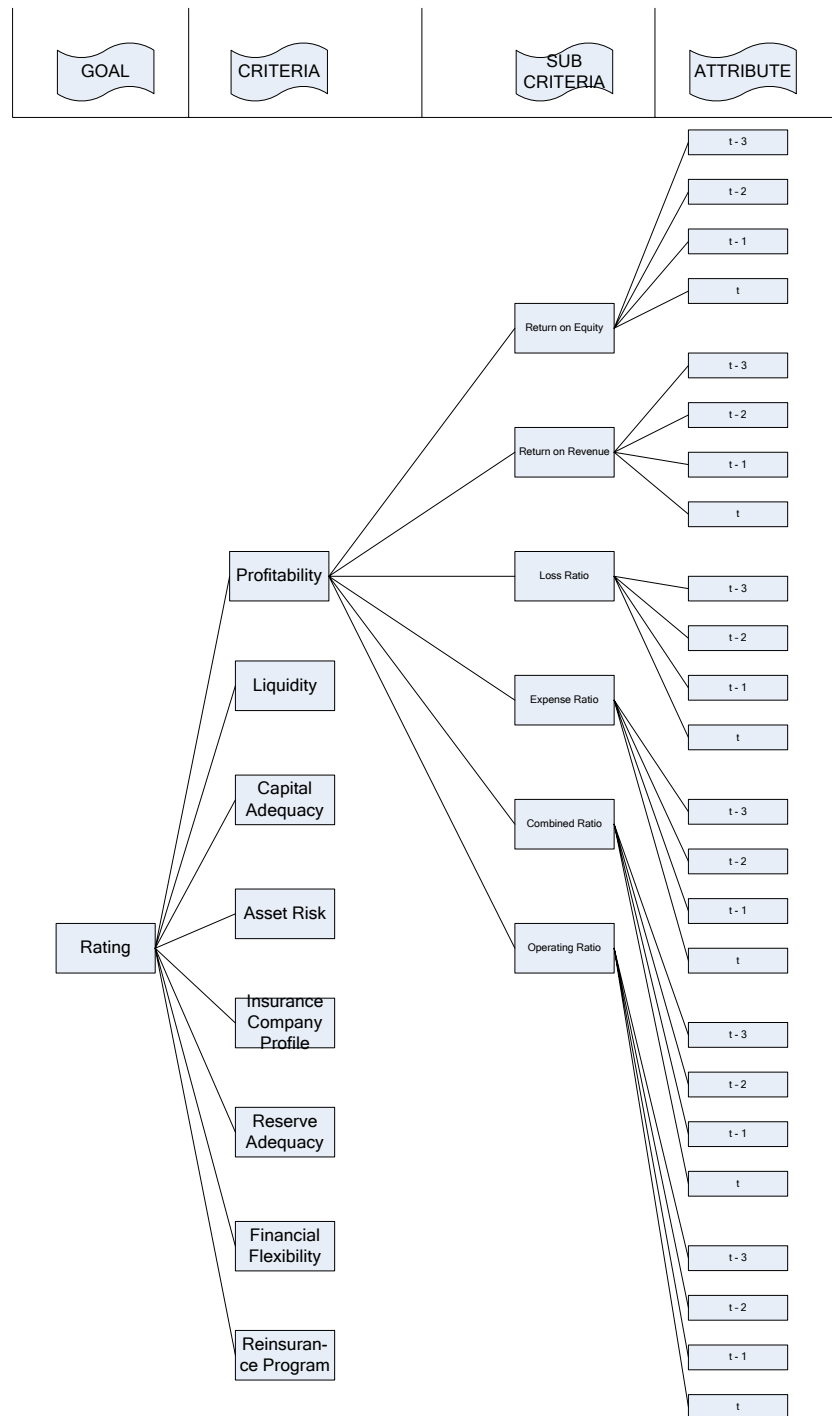 GOAL
CRITERIA
SUB
CRITERIA
ATTRIBUTE
Rating
Profitability
Liquidity
Capital
Adequacy
Asset Risk
Insurance
Company
Profile
Reserve
Adequacy
Financial
Flexibility
Reinsuran-
ce Program
Return on Equity
Return on Revenue
Loss Ratio
Expense Ratio
Combined Ratio
Operating Ratio
t - 3
t - 2
t - 1
t
t - 3
t - 2
t - 1
t
t - 3
t - 2
t - 1
t
t - 3
t - 2
t - 1
t
t - 3
t - 2
t - 1
t
t - 3
t - 2
t - 1
t